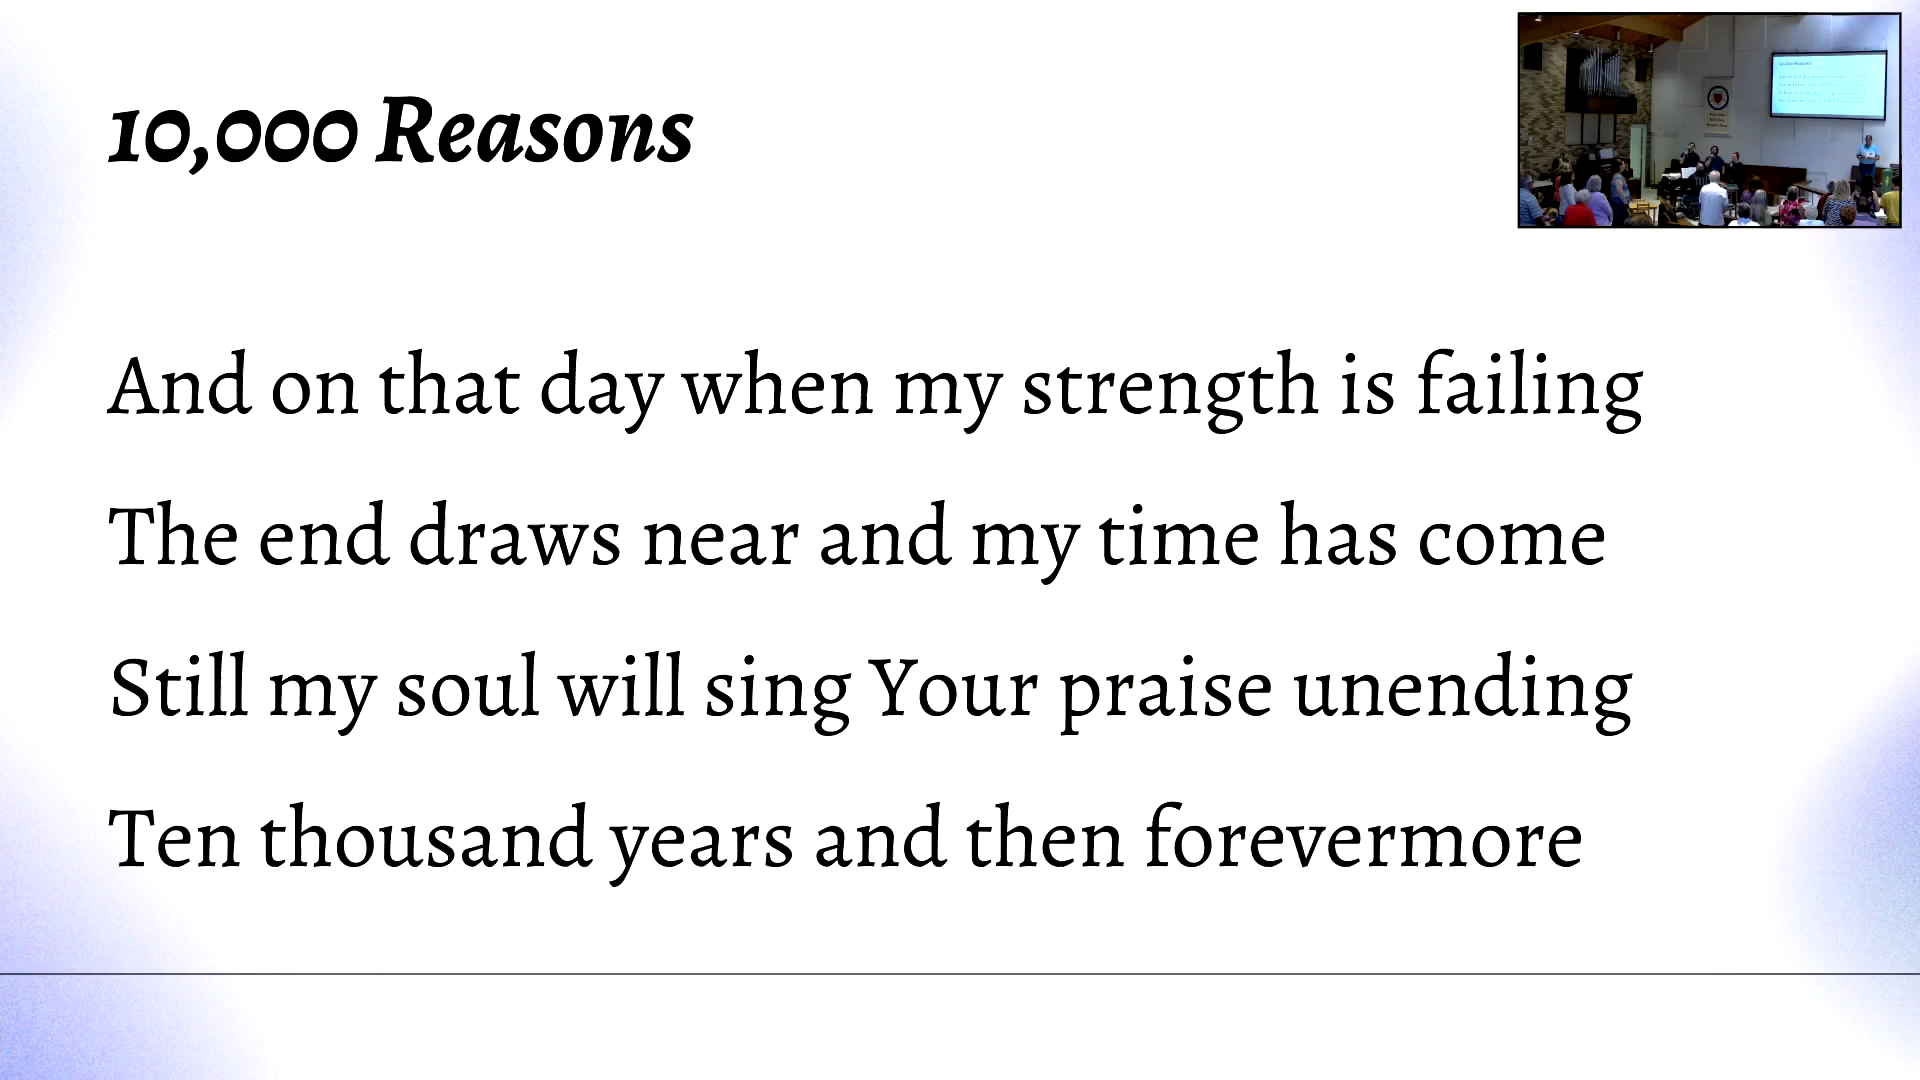 10,000 Reasons
And on that day when my strength is failing
The end draws near and my time has come
Still my soul will sing Your praise unending
Ten thousand years and then forevermore